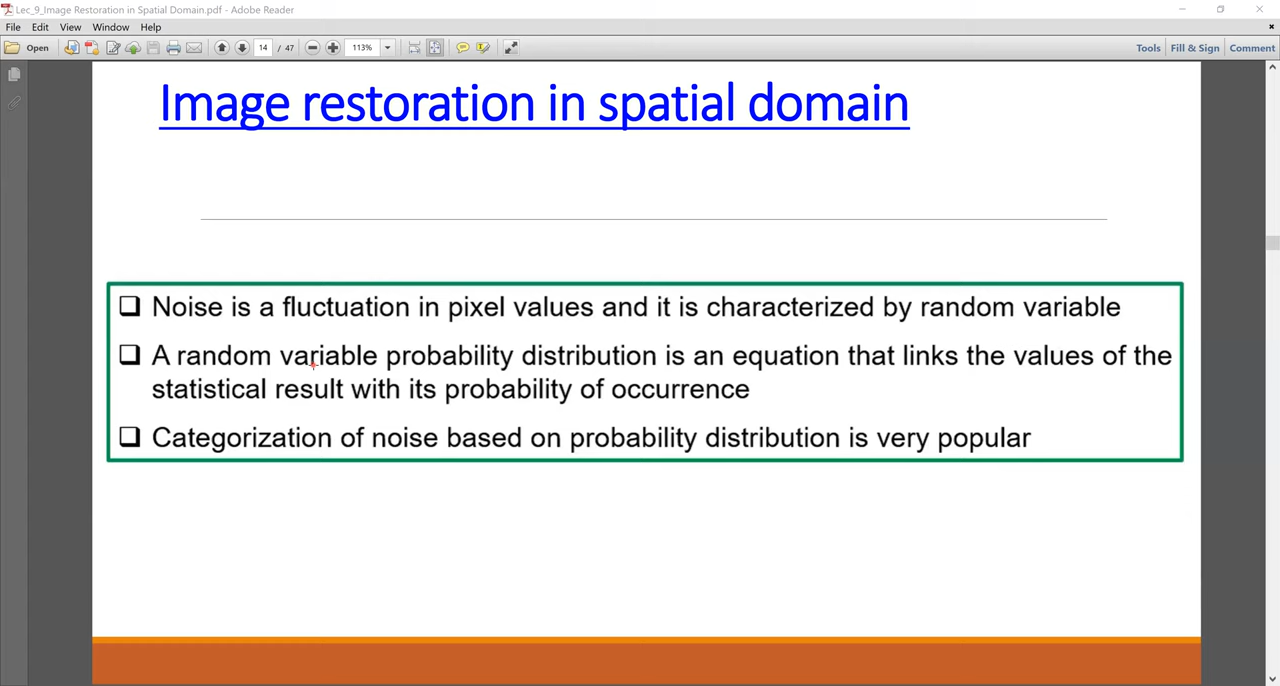 Lec_9_Image Restoration in Spatial Domain.pdf - Adobe Reader
File Edit View Window Help
Open 14 / 47 113% Tools Fill & Sign Comment
Image restoration in spatial domain
Noise is a fluctuation in pixel values and it is characterized by random variable
A random variable probability distribution is an equation that links the values of the
statistical result with its probability of occurrence
Categorization of noise based on probability distribution is very popular